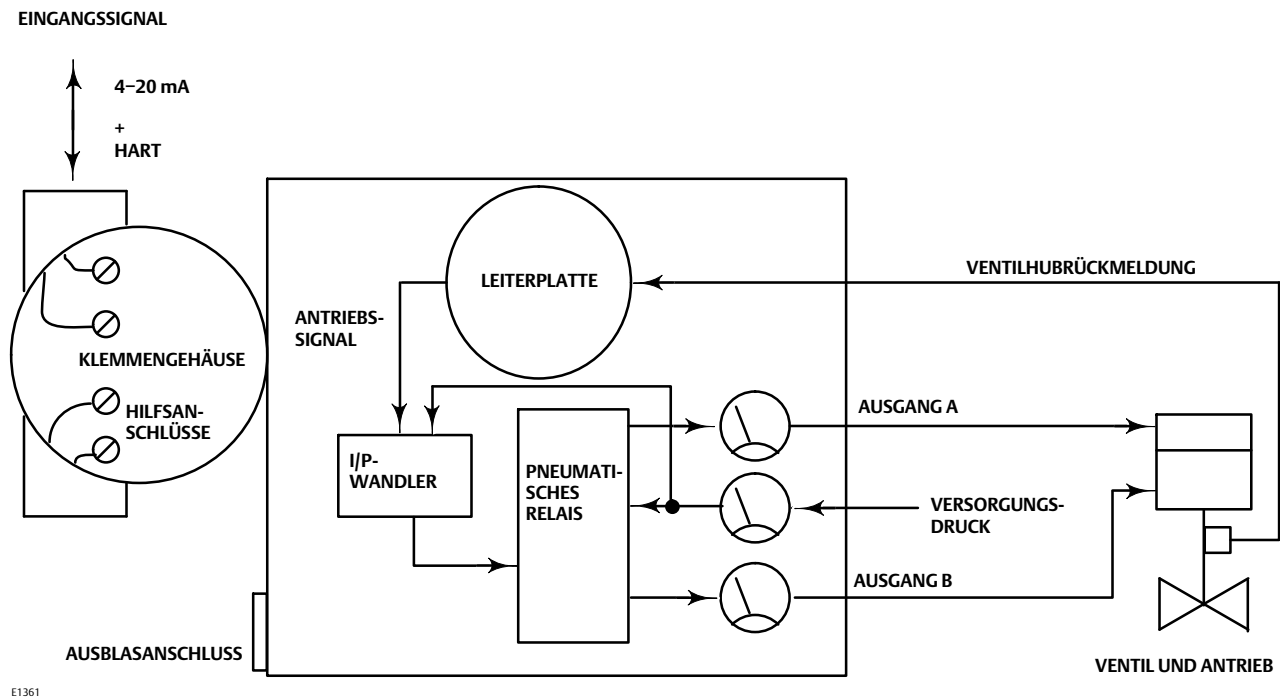 EINGANGSSIGNAL
4–20 mA
+
HART
LEITERPLATTE
VENTILHUBRÜCKMELDUNG
ANTRIEBS-
SIGNAL
KLEMMENGEHÄUSE
HILFSAN-
SCHLÜSSE
AUSGANG A
I/P-
WANDLER
PNEUMATI-
SCHES
RELAIS
VERSORGUNGS-
DRUCK
AUSGANG B
AUSBLASANSCHLUSS
VENTIL UND ANTRIEB
E1361